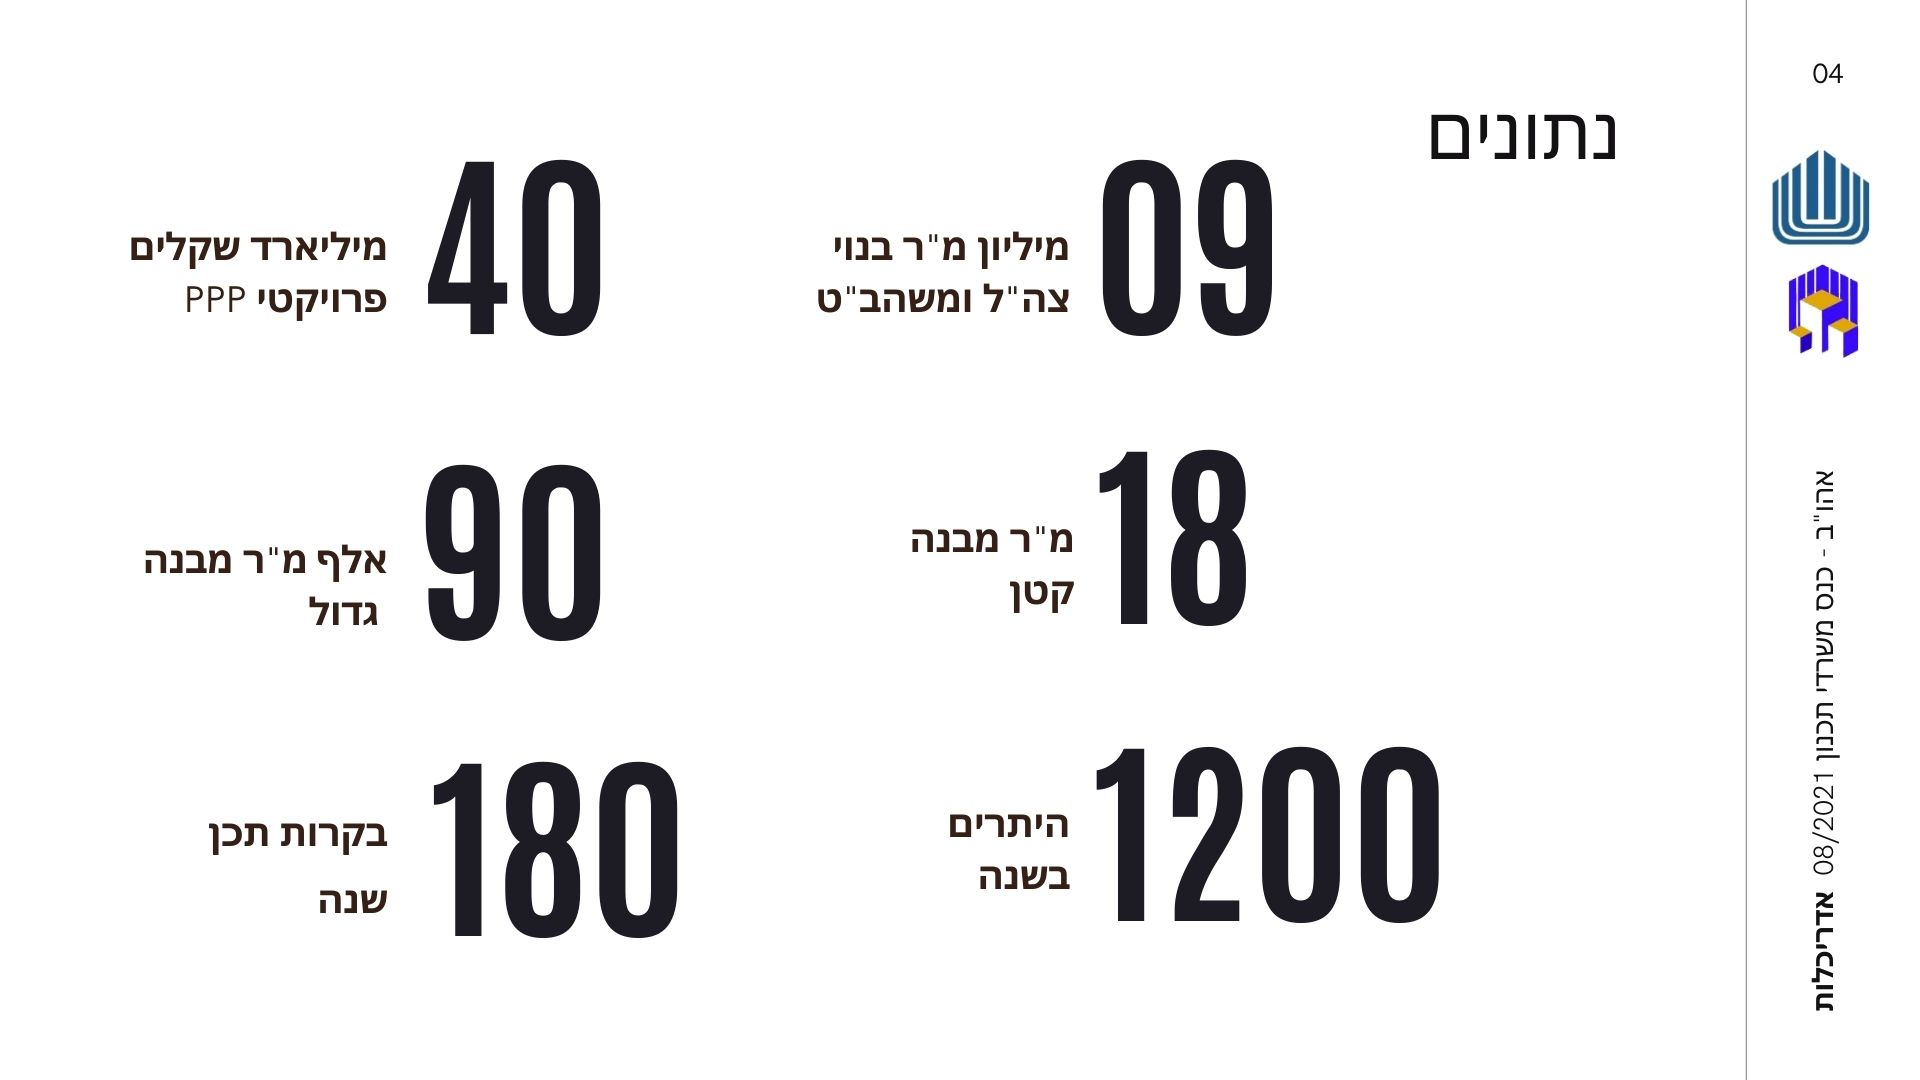 04
נתונים
09
מיליון מ"ר בנוי
צה"ל ומשהב"ט
40
מיליארד שקלים
פרויקטי PPP
18
מ"ר מבנה
קטן
90
אלף מ"ר מבנה
גדול
1200
היתרים
בשנה
180
בקרות תכן
שנה
אדריכלות 08/2021 כנס משרדי תכנון - אהו"ב